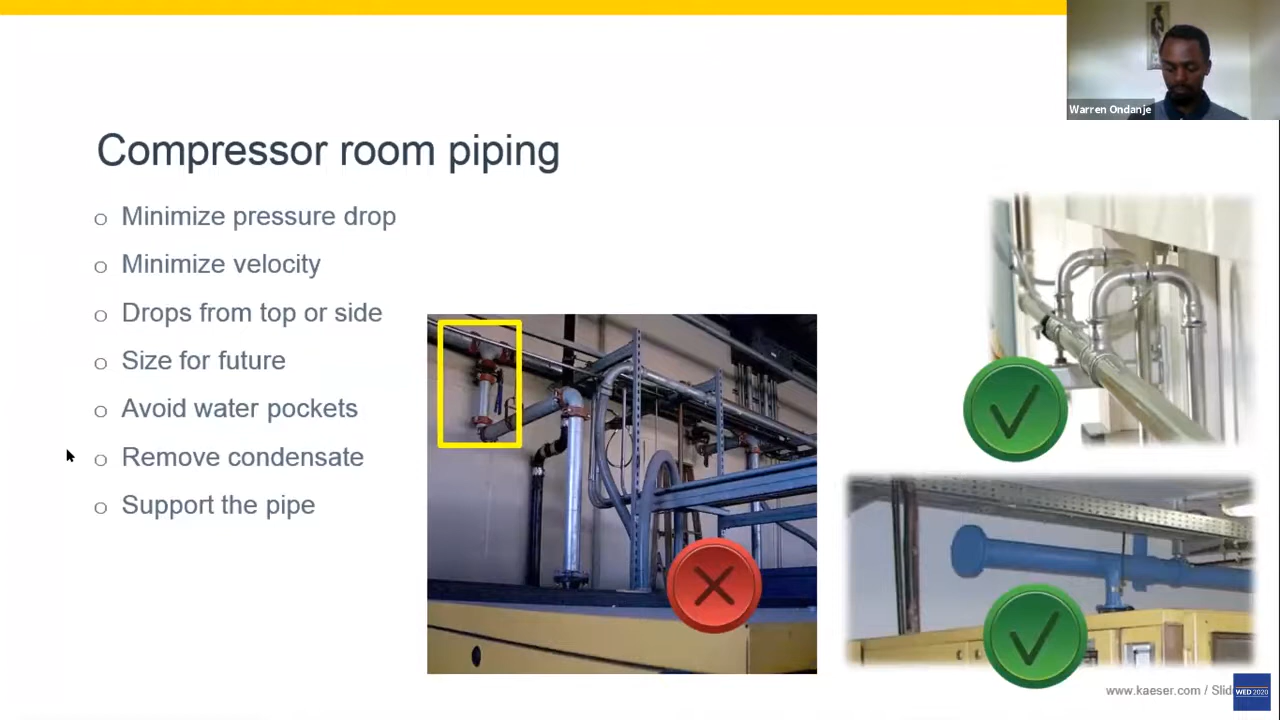 Warren Ondanje
Compressor room piping
o Minimize pressure drop
o Minimize velocity
o Drops from top or side
o Size for future
o Avoid water pockets
o Remove condensate
o Support the pipe
www.kaeser.com / Slid
WED 2020